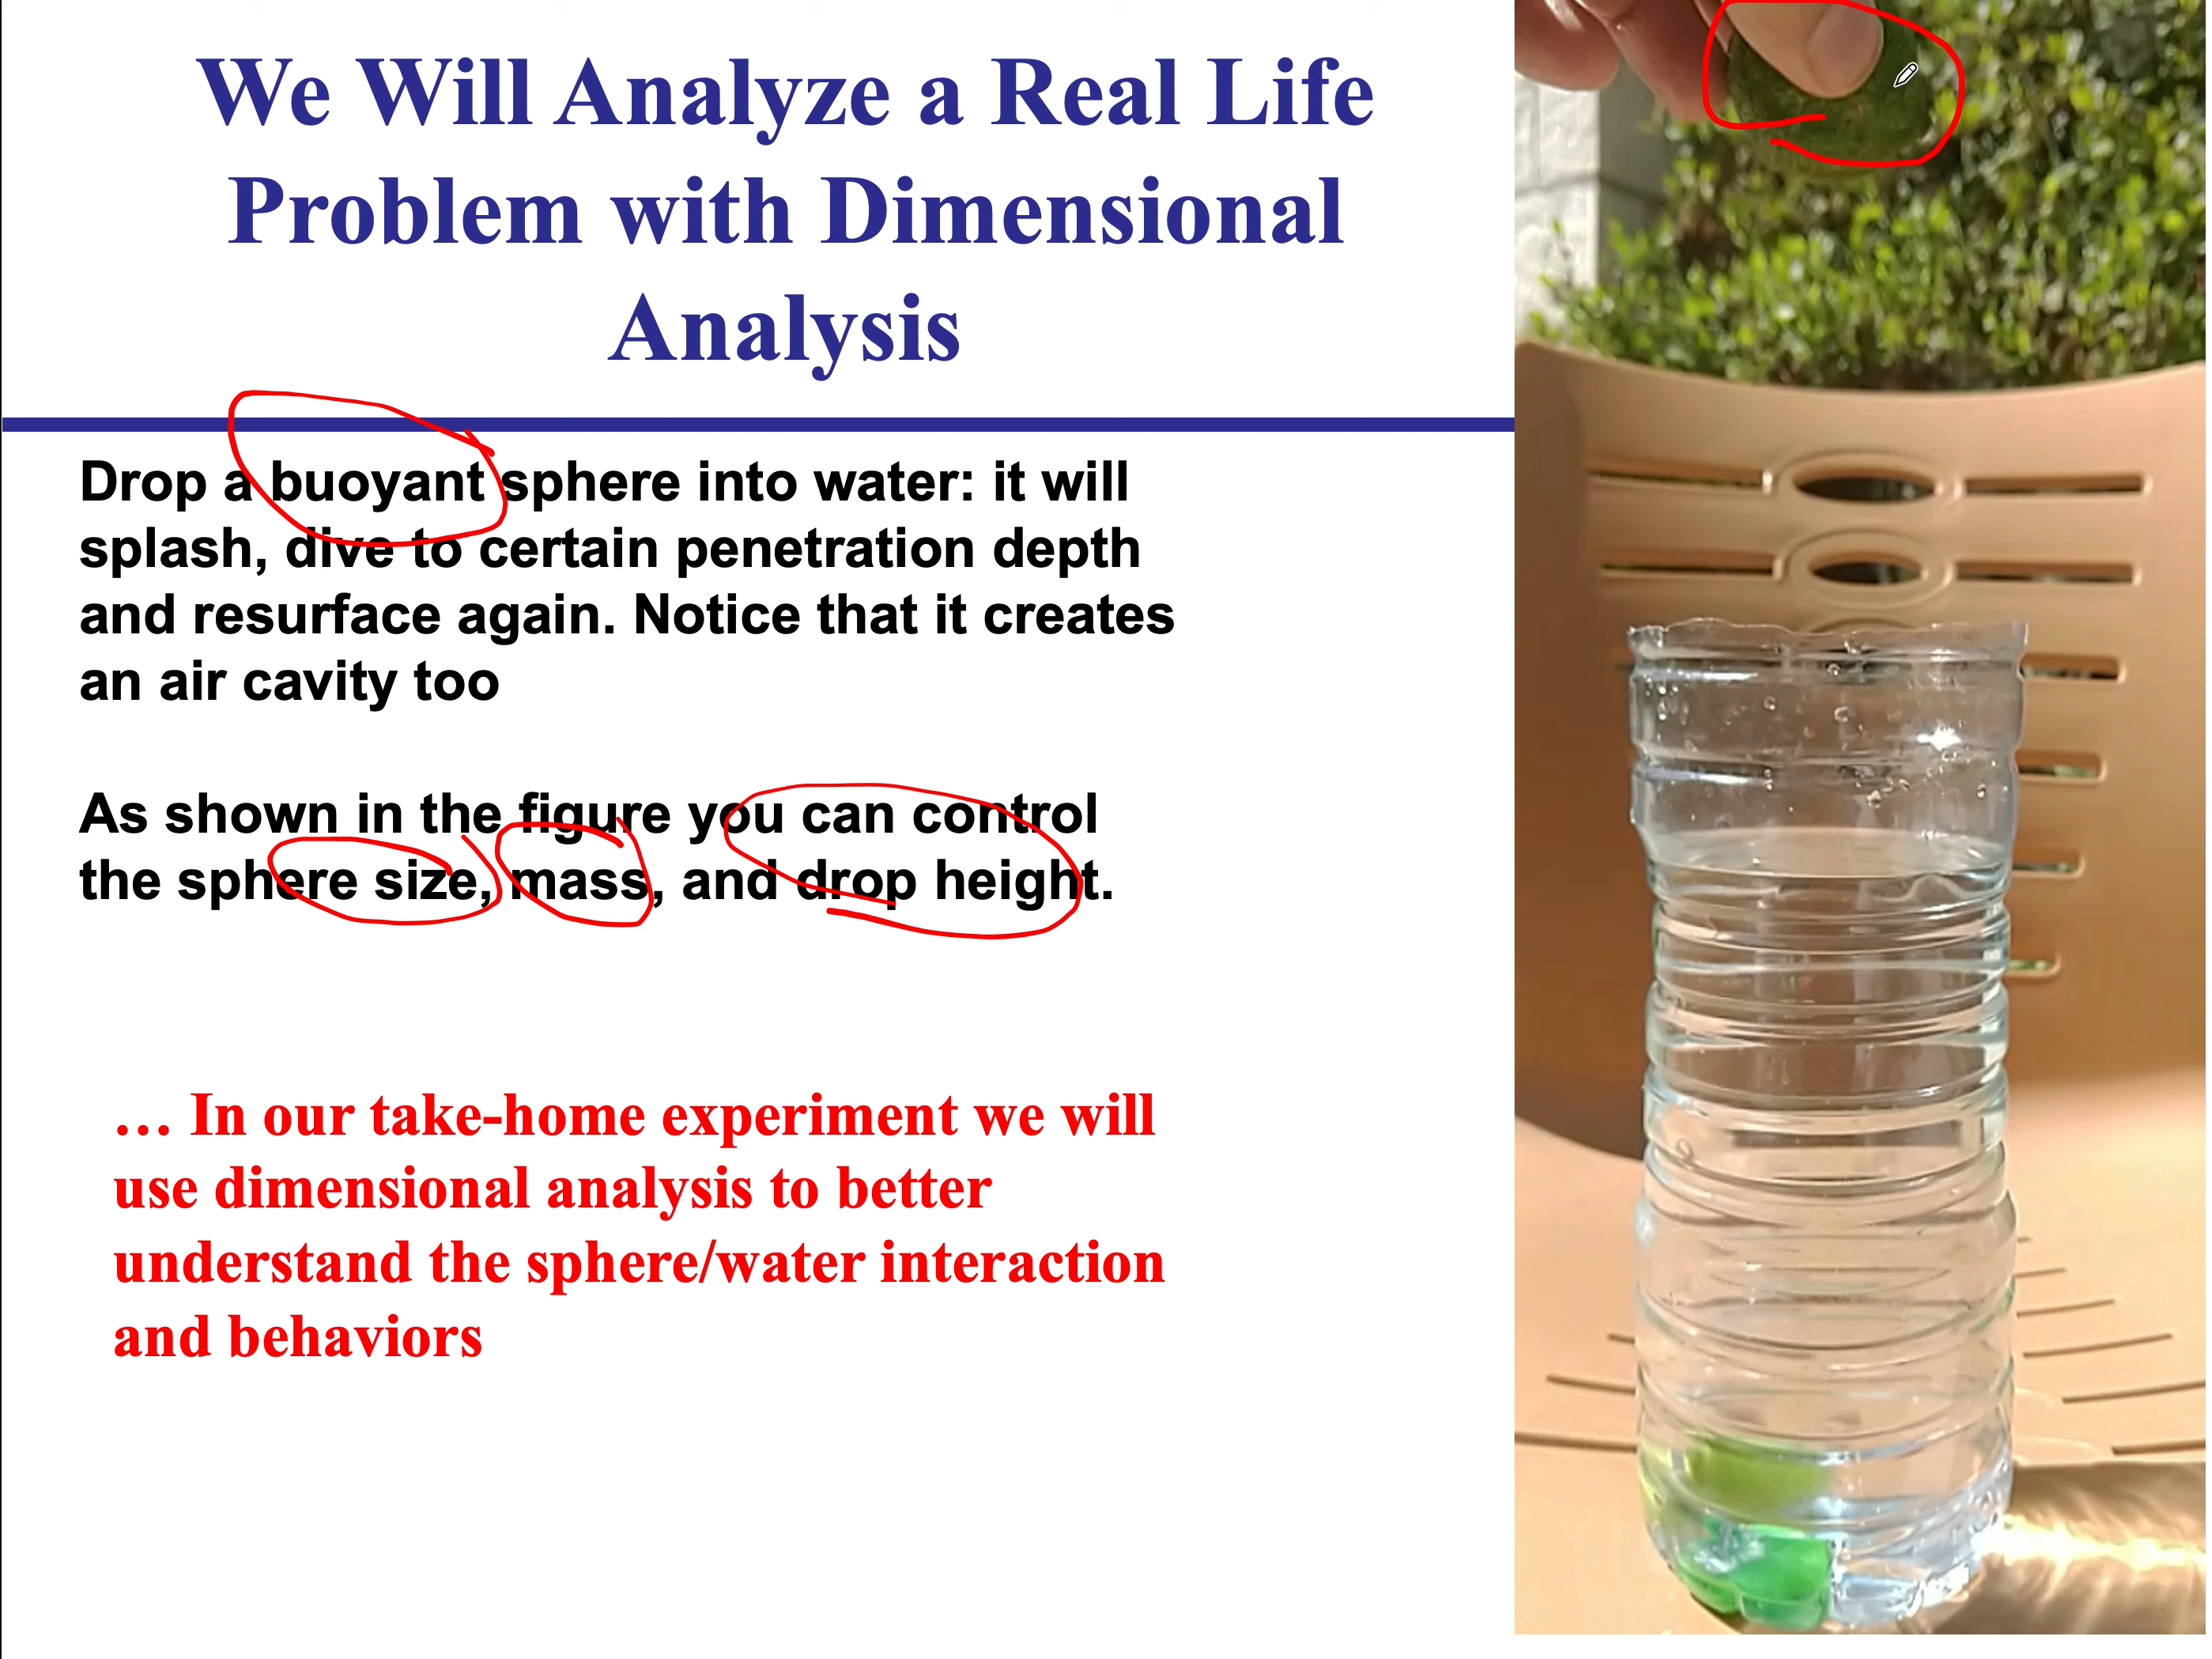 We Will Analyze a Real Life
Problem with Dimensional
Analysis
Drop a buoyant sphere into water: it will
splash, dive to certain penetration depth
and resurface again. Notice that it creates
an air cavity too
As shown in the figure you can control
the sphere size, mass, and drop height.
… In our take-home experiment we will
use dimensional analysis to better
understand the sphere/water interaction
and behaviors